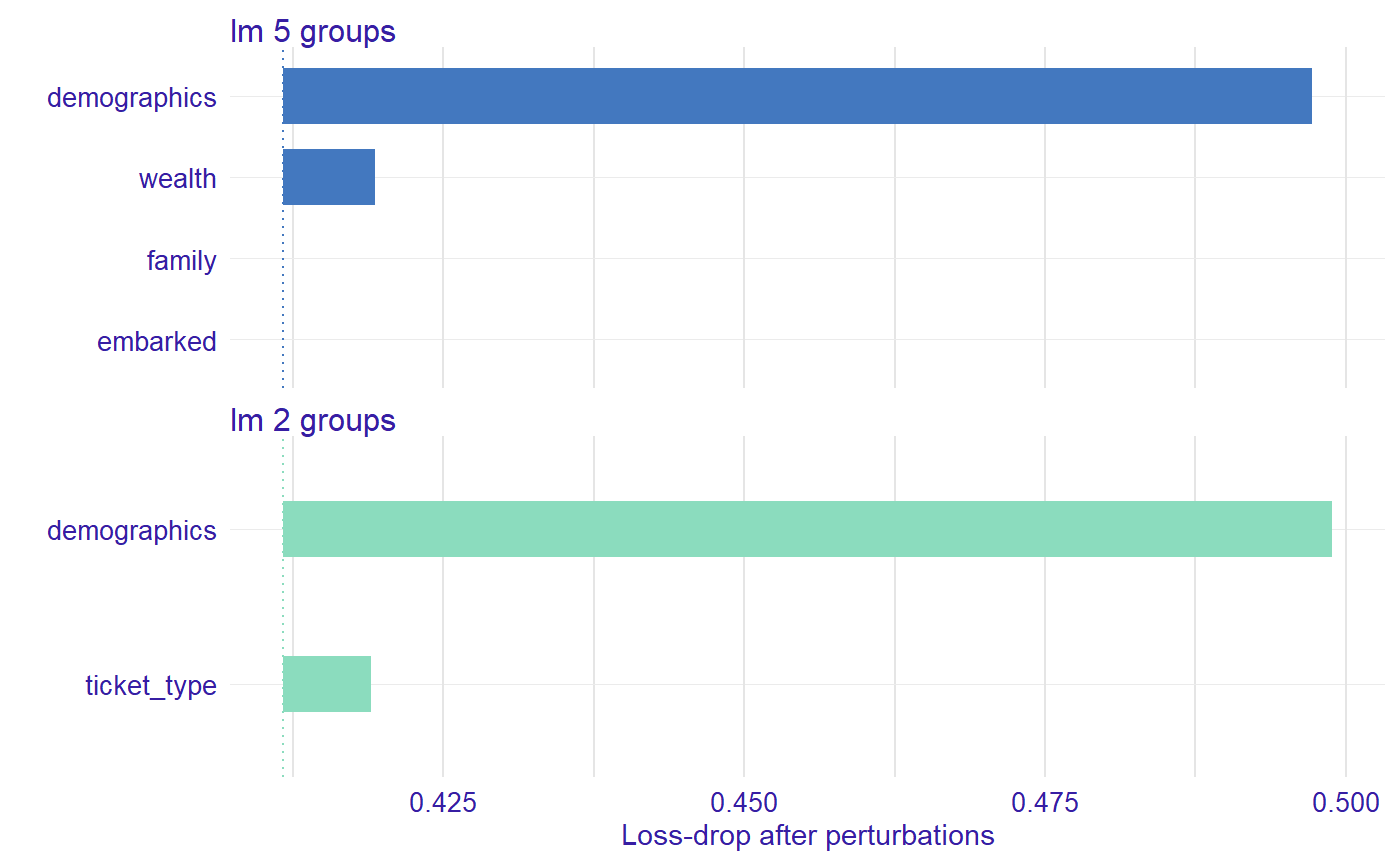 lm 5 groups
demographics
wealth
family
embarked
lm 2 groups
demographics
ticket_type
0.425 0.450 0.475 0.500
Loss-drop after perturbations